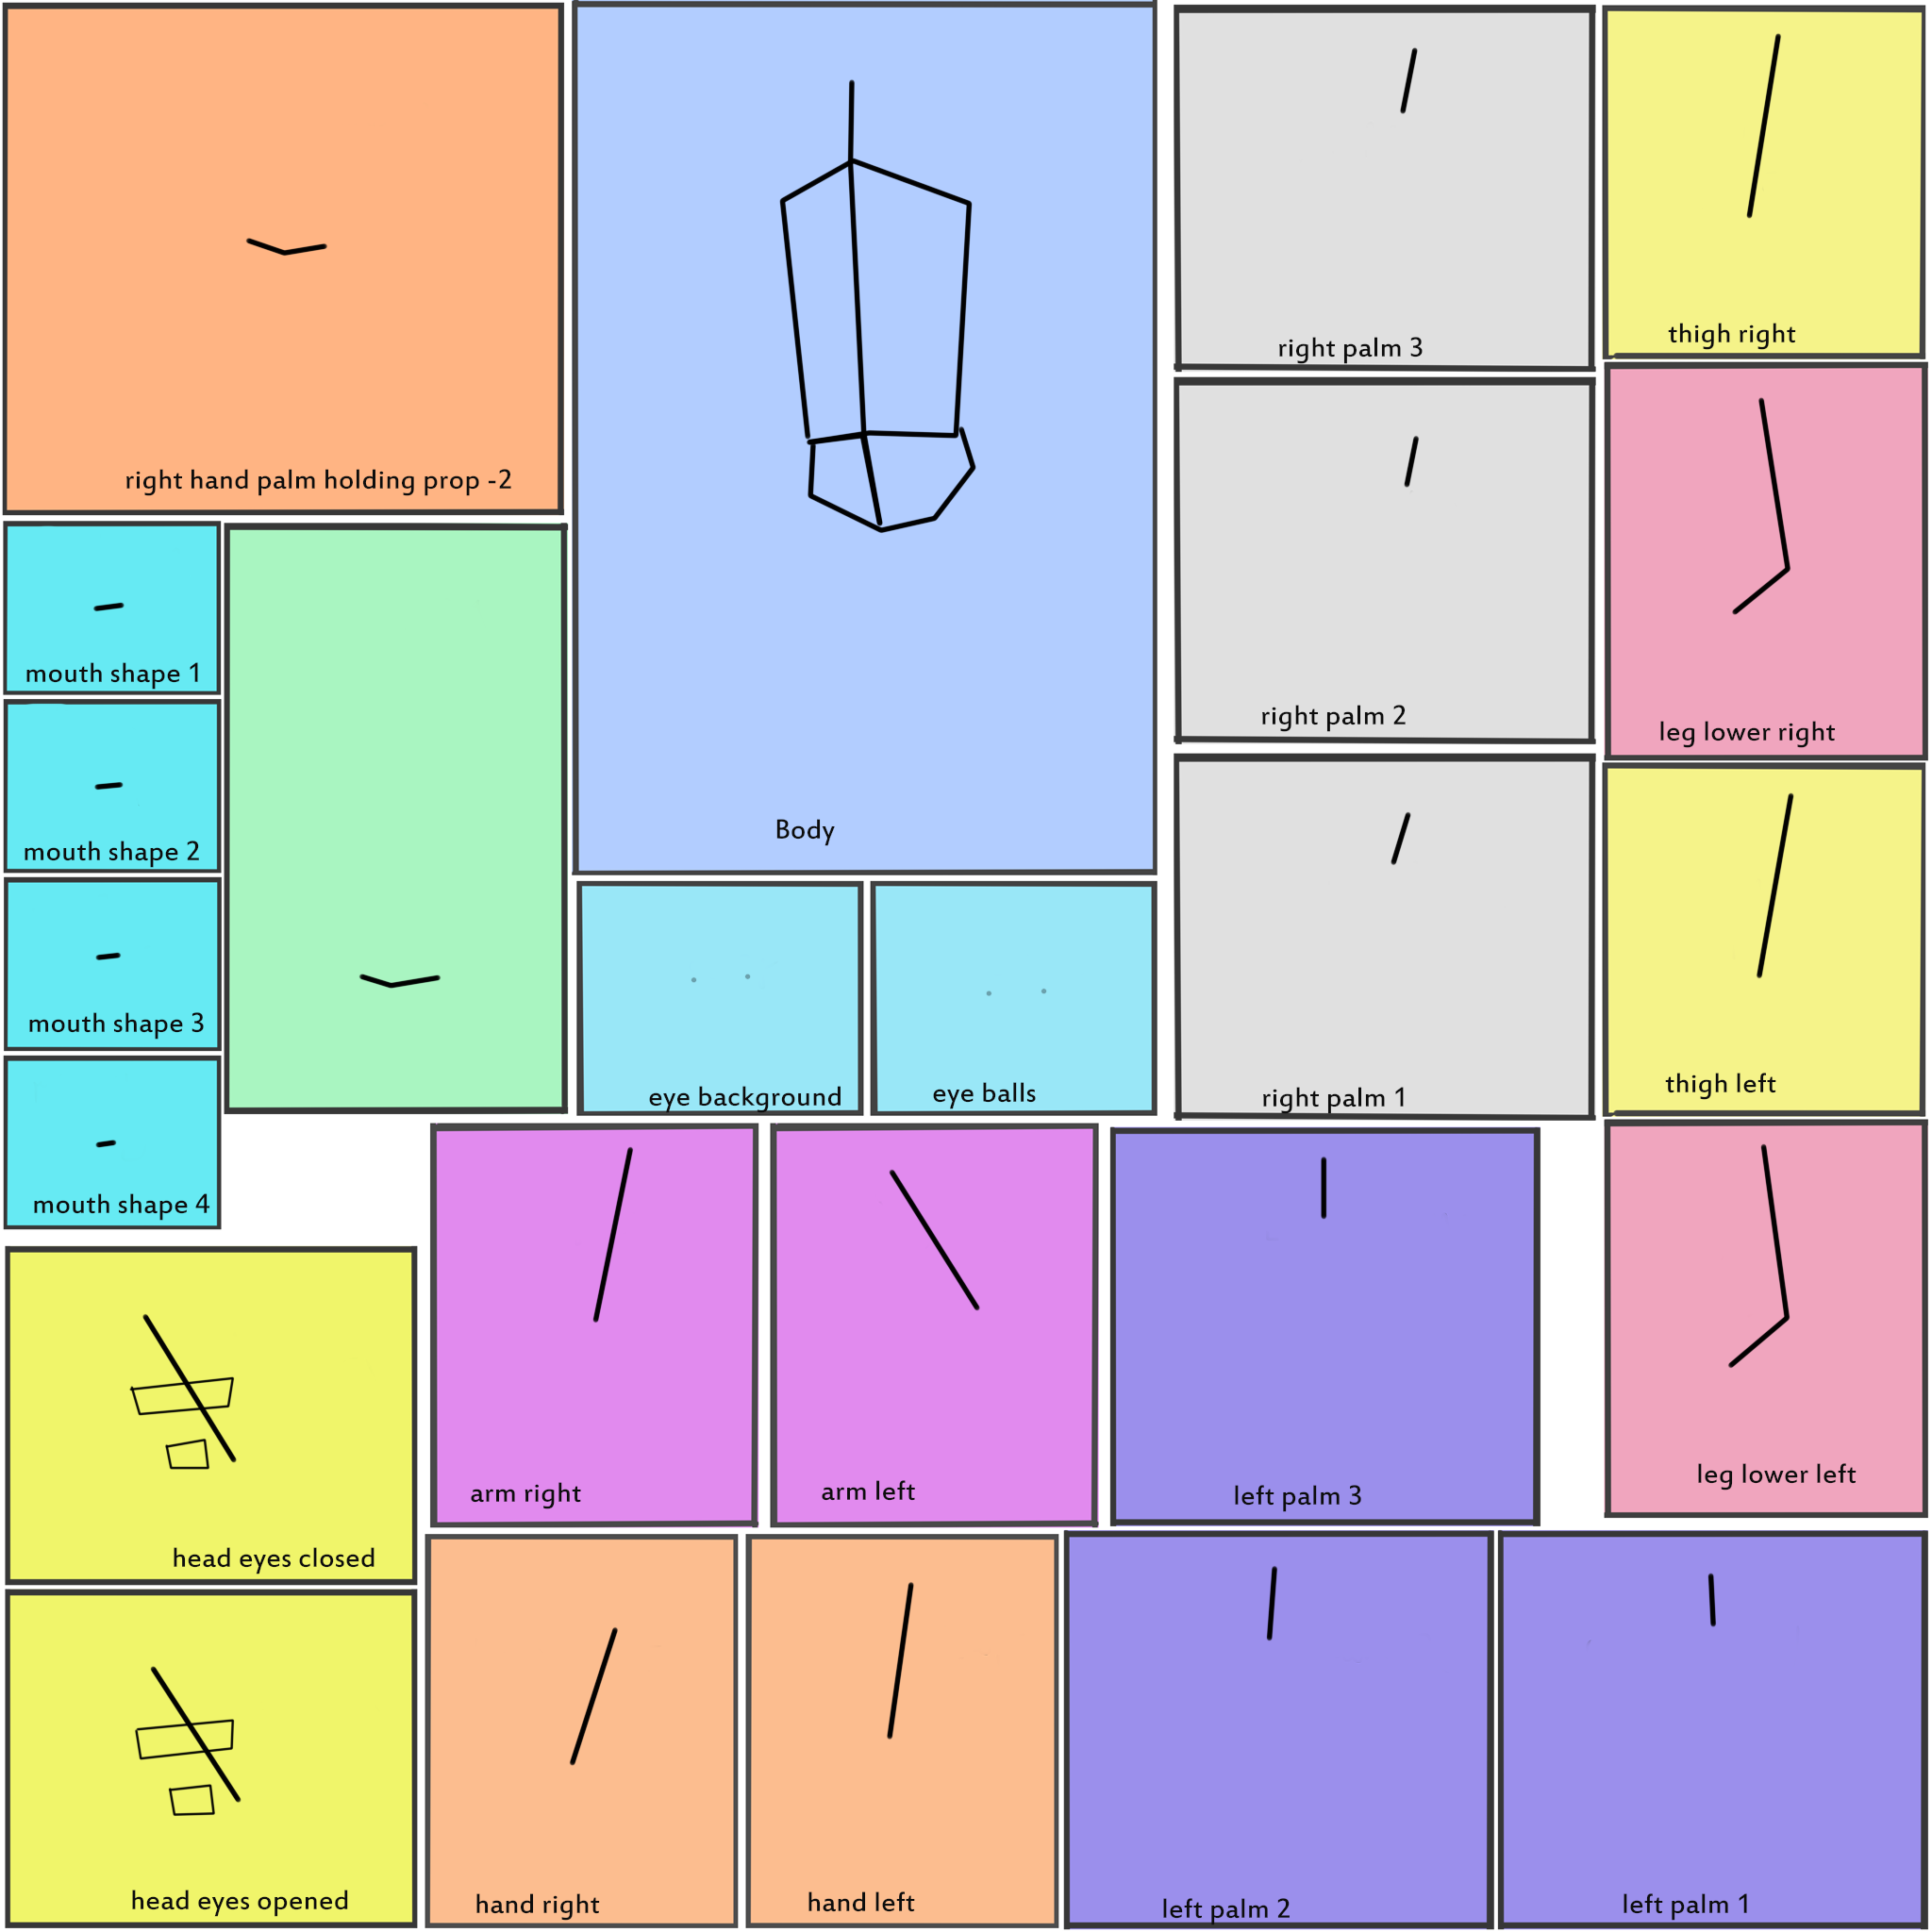 right palm 3
thigh right
right hand palm holding prop -2
mouth shape 1
right palm 2
leg lower right
Body
mouth shape 2
mouth shape 3
eye background
eye balls
right palm 1
thigh left
mouth shape 4
arm right
arm left
left palm 3
leg lower left
head eyes closed
head eyes opened
hand right
hand left
left palm 2
left palm 1